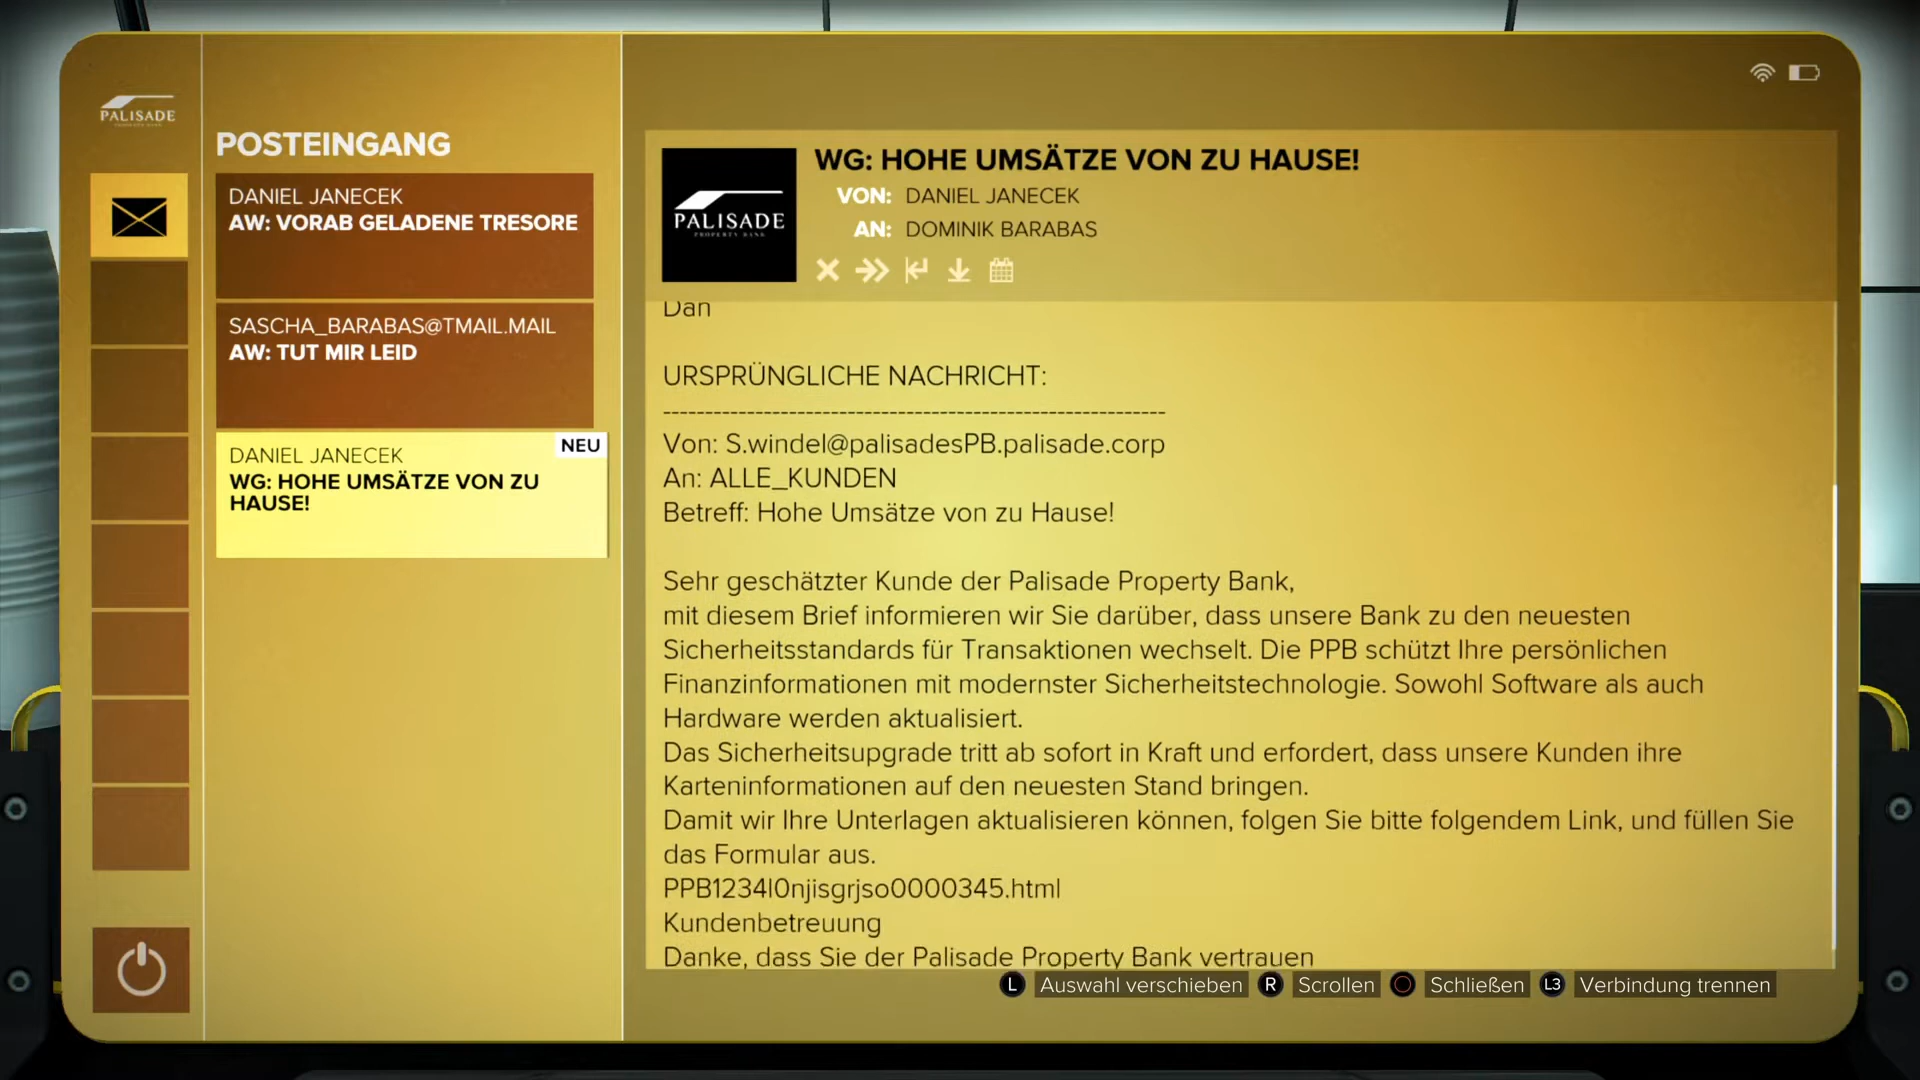 PALISADE
POSTEINGANG
DANIEL JANECEK
AW: VORAB GELADENE TRESORE
SASCHA_BARABAS@TMAIL.MAIL
AW: TUT MIR LEID
NEU
DANIEL JANECEK
WG: HOHE UMSÄTZE VON ZU
HAUSE!
PALISADE
PROPERTY BANK
WG: HOHE UMSÄTZE VON ZU HAUSE!
VON: DANIEL JANECEK
AN: DOMINIK BARABAS
Dan
URSPRÜNGLICHE NACHRICHT:
------------------------------------------------------------
Von: S.windel@palisadesPB.palisade.corp
An: ALLE_KUNDEN
Betreff: Hohe Umsätze von zu Hause!
Sehr geschätzter Kunde der Palisade Property Bank,
mit diesem Brief informieren wir Sie darüber, dass unsere Bank zu den neuesten
Sicherheitsstandards für Transaktionen wechselt. Die PPB schützt Ihre persönlichen
Finanzinformationen mit modernster Sicherheitstechnologie. Sowohl Software als auch
Hardware werden aktualisiert.
Das Sicherheitsupgrade tritt ab sofort in Kraft und erfordert, dass unsere Kunden ihre
Karteninformationen auf den neuesten Stand bringen.
Damit wir Ihre Unterlagen aktualisieren können, folgen Sie bitte folgendem Link, und füllen Sie
das Formular aus.
PPB1234l0njisgrjso0000345.html
Kundenbetreuung
Danke, dass Sie der Palisade Property Bank vertrauen
L Auswahl verschieben R Scrollen Schließen L3 Verbindung trennen